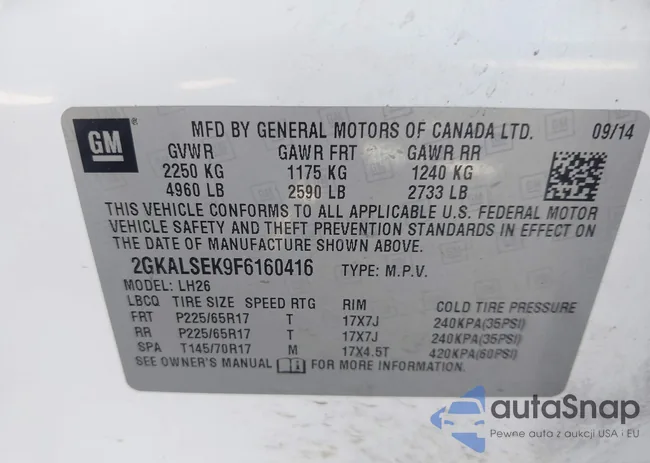 GM
MFD BY GENERAL MOTORS OF CANADA LTD. 09/14
GVWR GAWR FRT GAWR RR
2250 KG 1175 KG 1240 KG
4960 LB 2590 LB 2733 LB
THIS VEHICLE CONFORMS TO ALL APPLICABLE U.S. FEDERAL MOTOR
VEHICLE SAFETY AND THEFT PREVENTION STANDARDS IN EFFECT ON
THE DATE OF MANUFACTURE SHOWN ABOVE.
2GKALSEK9F6160416 TYPE: M.P.V.
MODEL: LH26
LBCQ TIRE SIZE SPEED RTG RIM COLD TIRE PRESSURE
FRT P225/65R17 T 17X7J 240KPA(35PSI)
RR P225/65R17 T 17X7J 240KPA(35PSI)
SPA T145/70R17 M 17X4.5T 420KPA(60PSI)
SEE OWNER'S MANUAL FOR MORE INFORMATION.
autaSnap
Pewne auta z aukcji USA i EU